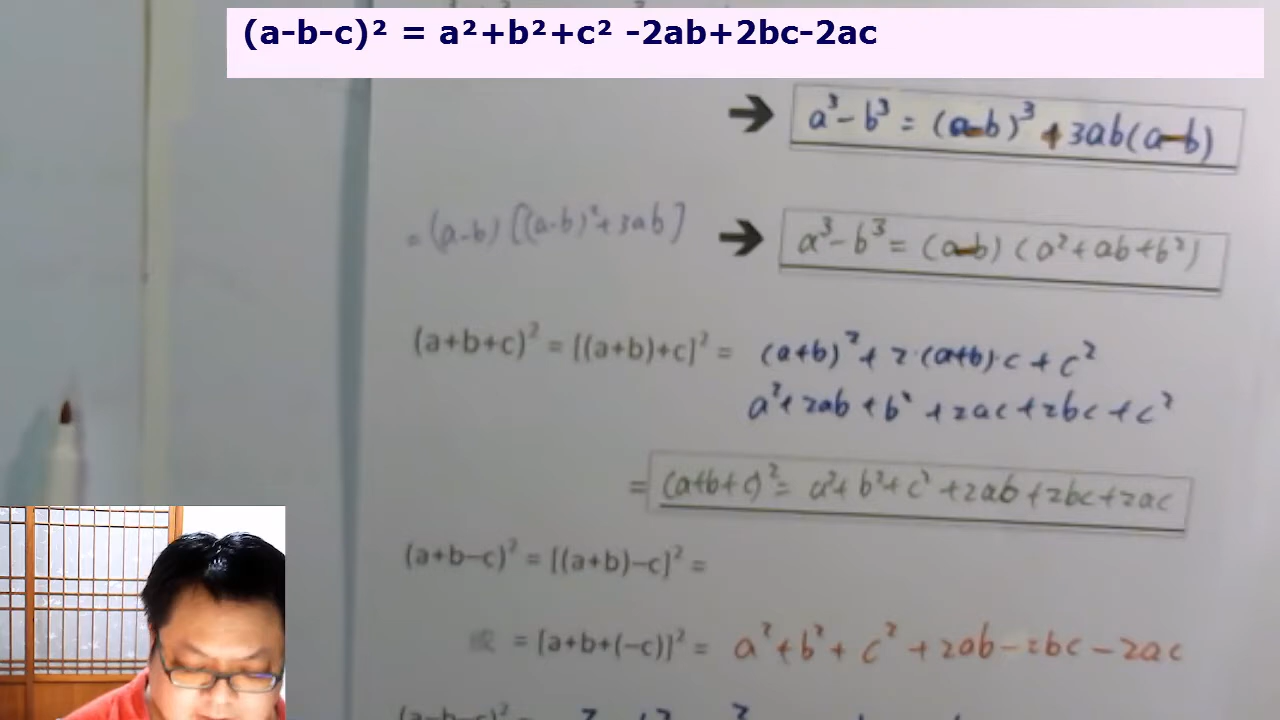 (a-b-c)² = a²+b²+c² -2ab+2bc-2ac
→ a³-b³ = (a-b)³+3ab(a-b)
= (a-b)[(a-b)²+3ab] → a³-b³ = (a-b)(a²+ab+b²)
(a+b+c)² = [(a+b)+c]² = (a+b)²+2·(a+b)·c+c²
a²+2ab+b²+2ac+2bc+c²
= (a+b+c)² = a²+b²+c²+2ab+2bc+2ac
(a+b−c)² = [(a+b)−c]² =
或 = [a+b+(−c)]² = a²+b²+c²+2ab-2bc-2ac
(a−b−c)² =